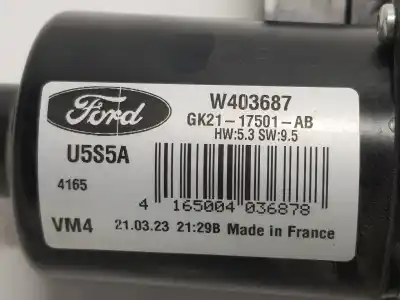 Ford
W403687
GK21-17501-AB
HW:5.3 SW:9.5
U5S5A
4165
4 165004 036878
VM4 21.03.23 21:29B Made in France